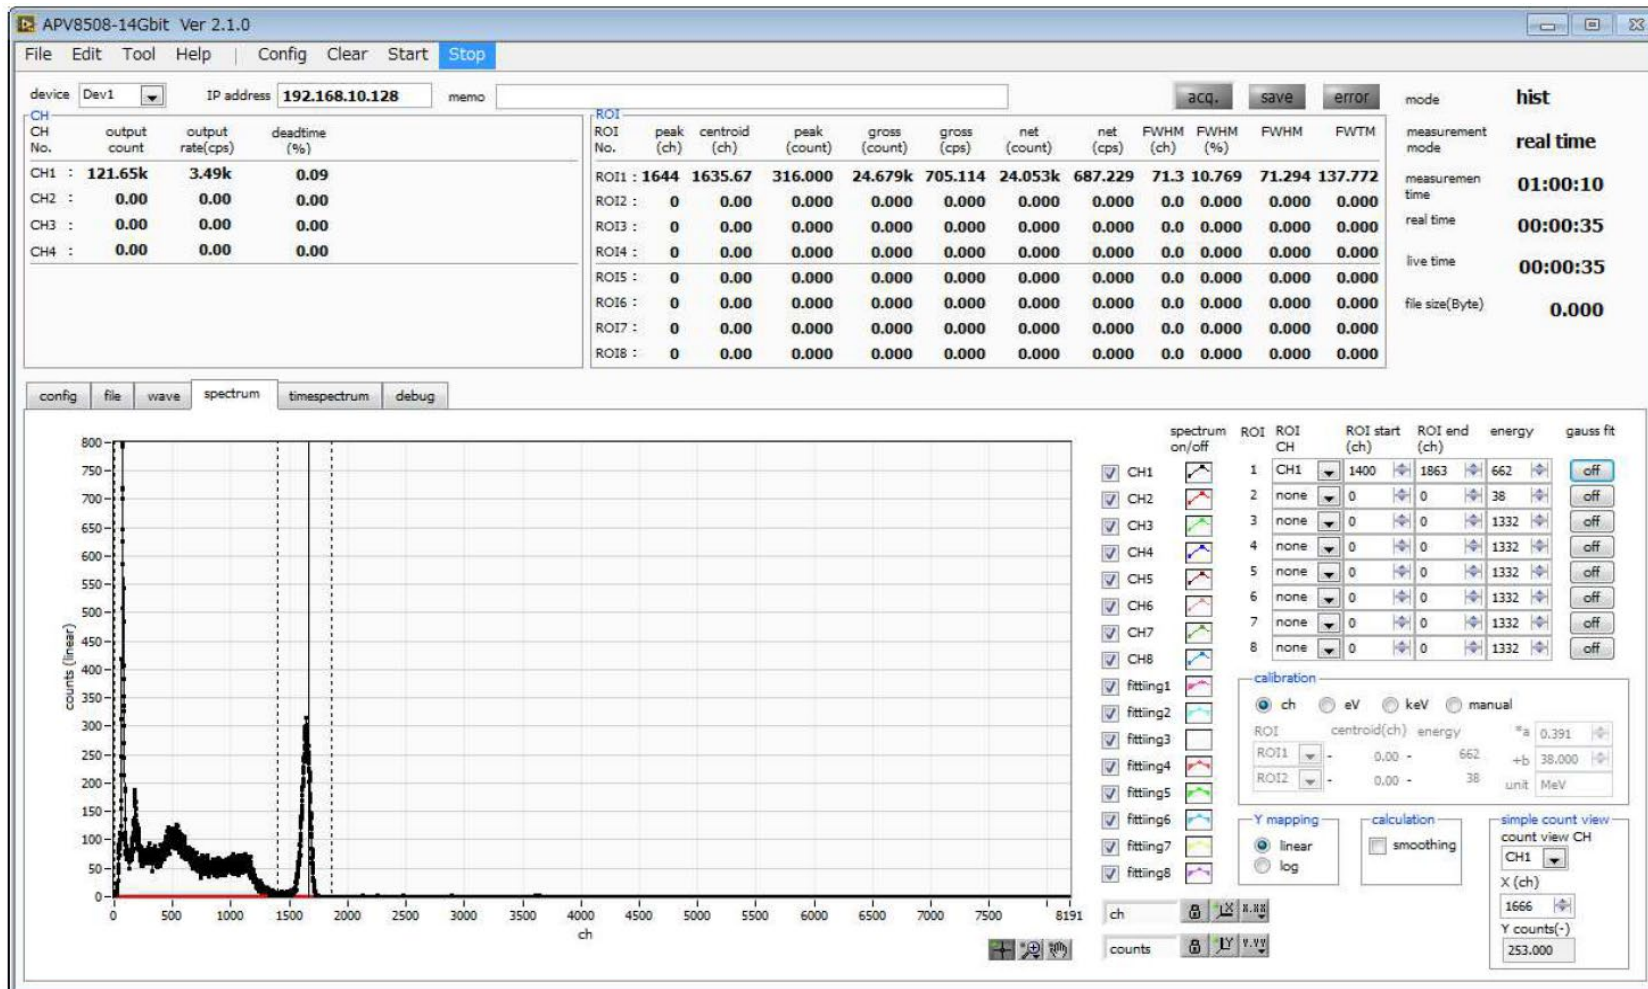 APV8508-14Gbit Ver 2.1.0
File Edit Tool Help | Config Clear Start Stop
device Dev1 IP address 192.168.10.128 memo acq. save error
mode hist
measurement mode real time
measuremen time 01:00:10
real time 00:00:35
live time 00:00:35
file size(Byte) 0.000
CH
CH No. output count output rate(cps) deadtime (%)
CH1 : 121.65k 3.49k 0.09
CH2 : 0.00 0.00 0.00
CH3 : 0.00 0.00 0.00
CH4 : 0.00 0.00 0.00
ROI
ROI No. peak (ch) centroid (ch) peak (count) gross (count) gross (cps) net (count) net (cps) FWHM (ch) FWHM (%) FWHM FWTM
ROI1 : 1644 1635.67 316.000 24.679k 705.114 24.053k 687.229 71.3 10.769 71.294 137.772
ROI2 : 0 0.00 0.000 0.000 0.000 0.000 0.000 0.0 0.000 0.000 0.000
ROI3 : 0 0.00 0.000 0.000 0.000 0.000 0.000 0.0 0.000 0.000 0.000
ROI4 : 0 0.00 0.000 0.000 0.000 0.000 0.000 0.0 0.000 0.000 0.000
ROI5 : 0 0.00 0.000 0.000 0.000 0.000 0.000 0.0 0.000 0.000 0.000
ROI6 : 0 0.00 0.000 0.000 0.000 0.000 0.000 0.0 0.000 0.000 0.000
ROI7 : 0 0.00 0.000 0.000 0.000 0.000 0.000 0.0 0.000 0.000 0.000
ROI8 : 0 0.00 0.000 0.000 0.000 0.000 0.000 0.0 0.000 0.000 0.000
config file wave spectrum timespectrum debug
counts (linear)
800
750
700
650
600
550
500
450
400
350
300
250
200
150
100
50
0
0 500 1000 1500 2000 2500 3000 3500 4000 4500 5000 5500 6000 6500 7000 7500 8191
ch
spectrum on/off
CH1
CH2
CH3
CH4
CH5
CH6
CH7
CH8
fittiing1
fittiing2
fittiing3
fittiing4
fittiing5
fittiing6
fittiing7
fittiing8
ch X.XX
counts Y.YY
ROI ROI CH ROI start (ch) ROI end (ch) energy gauss fit
1 CH1 1400 1863 662 off
2 none 0 0 38 off
3 none 0 0 1332 off
4 none 0 0 1332 off
5 none 0 0 1332 off
6 none 0 0 1332 off
7 none 0 0 1332 off
8 none 0 0 1332 off
calibration
ch eV keV manual
ROI centroid(ch) energy
ROI1 - 0.00 - 662
ROI2 - 0.00 - 38
*a 0.391
+b 38.000
unit MeV
Y mapping
linear
log
calculation
smoothing
simple count view
count view CH
CH1
X (ch)
1666
Y counts(-)
253.000